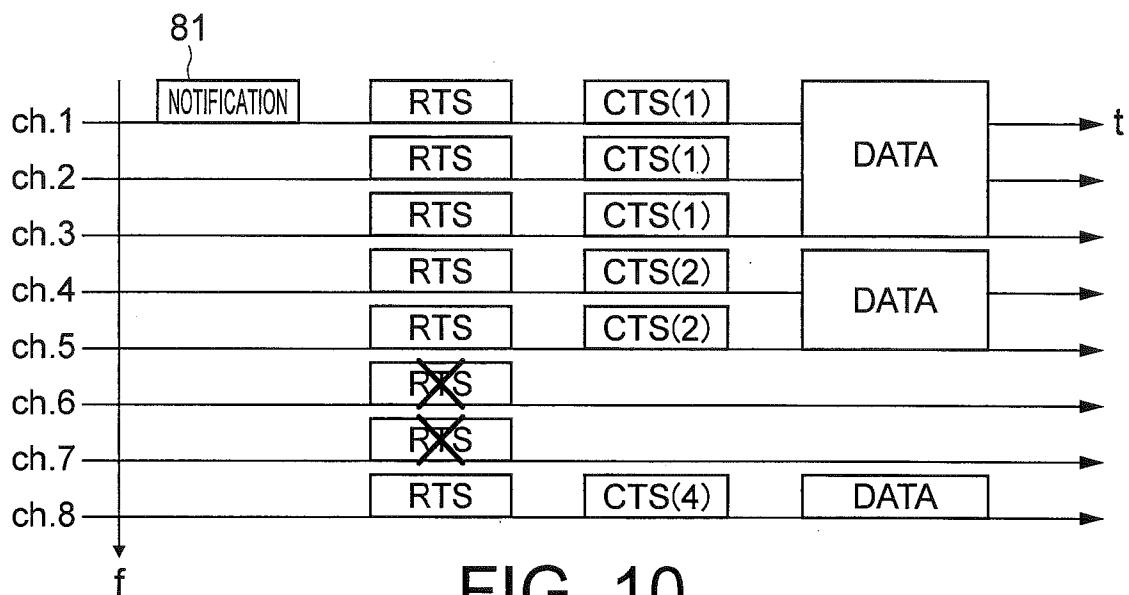 81
NOTIFICATION RTS CTS(1)
ch.1 t
RTS CTS(1) DATA
ch.2
RTS CTS(1)
ch.3
RTS CTS(2)
ch.4 DATA
RTS CTS(2)
ch.5
RTS
ch.6
RTS
ch.7
RTS CTS(4) DATA
ch.8
f
FIG. 10